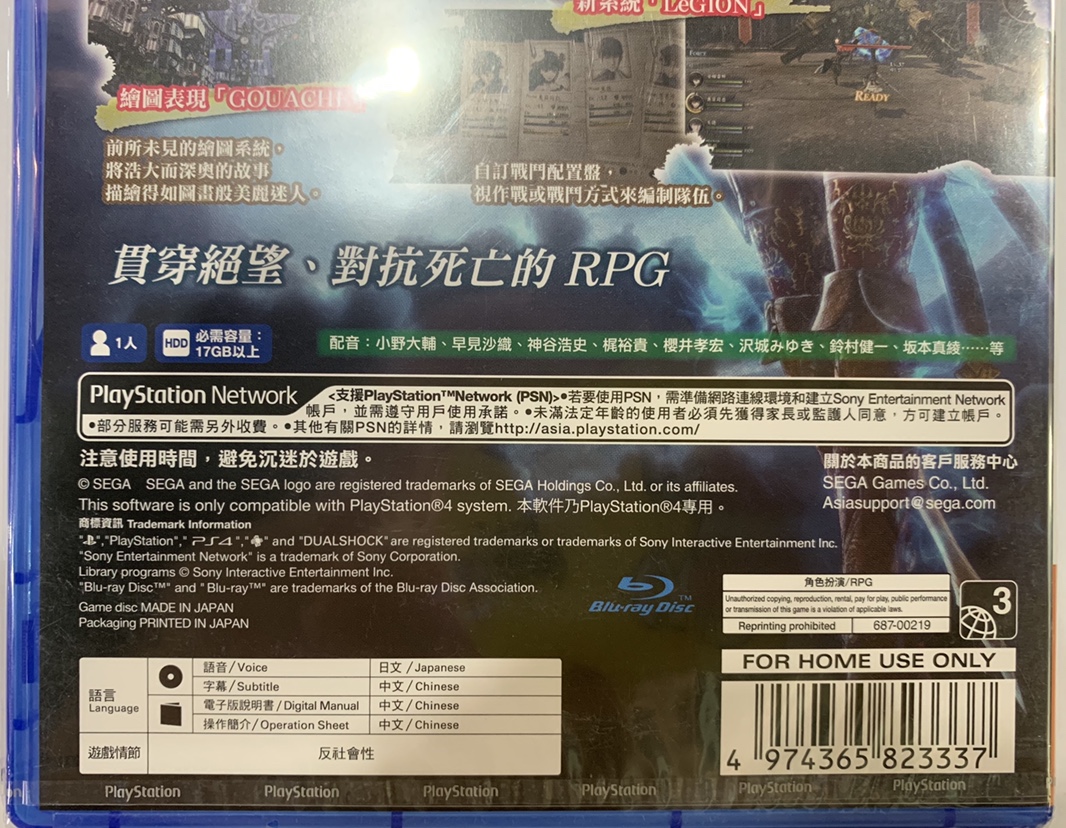 新系統「LeGION」
繪圖表現「GOUACHE
READY
前所未見的繪圖系統，
將浩大而深奧的故事
描繪得如圖畫般美麗迷人。
自訂戰鬥配置盤，
視作戰或戰鬥方式來編制隊伍。
貫穿絕望、對抗死亡的 RPG
1人
HDD 必需容量：
17GB以上
配音：小野大輔、早見沙織、神谷浩史、梶裕貴、櫻井孝宏、沢城みゆき、鈴村健一、坂本真綾……等
PlayStation Network
<支援PlayStation™Network (PSN)>•若要使用PSN，需準備網路連線環境和建立Sony Entertainment Network
帳戶，並需遵守用戶使用承諾。•未滿法定年齡的使用者必須先獲得家長或監護人同意，方可建立帳戶。
•部分服務可能需另外收費。•其他有關PSN的詳情，請瀏覽http://asia.playstation.com/
注意使用時間，避免沉迷於遊戲。
關於本商品的客戶服務中心
SEGA Games Co., Ltd.
Asiasupport@sega.com
© SEGA SEGA and the SEGA logo are registered trademarks of SEGA Holdings Co., Ltd. or its affiliates.
This software is only compatible with PlayStation®4 system. 本軟件乃PlayStation®4專用。
商標資訊 Trademark Information
" ","PlayStation"," PS4 "," " and "DUALSHOCK" are registered trademarks or trademarks of Sony Interactive Entertainment Inc.
"Sony Entertainment Network" is a trademark of Sony Corporation.
Library programs © Sony Interactive Entertainment Inc.
"Blu-ray Disc™" and "Blu-ray™" are trademarks of the Blu-ray Disc Association.
Game disc MADE IN JAPAN
Packaging PRINTED IN JAPAN
Blu-ray Disc™
角色扮演/RPG
Unauthorized copying, reproduction, rental, pay for play, public performance
or transmission of this game is a violation of applicable laws.
Reprinting prohibited 687-00219
3
FOR HOME USE ONLY
4 974365 823337
語言
Language
語音/Voice 日文/Japanese
字幕/Subtitle 中文/Chinese
電子版說明書/Digital Manual 中文/Chinese
操作簡介/Operation Sheet 中文/Chinese
遊戲情節 反社會性
on PlayStation PlayStation PlayStation PlayStation PlayStation PlayStation